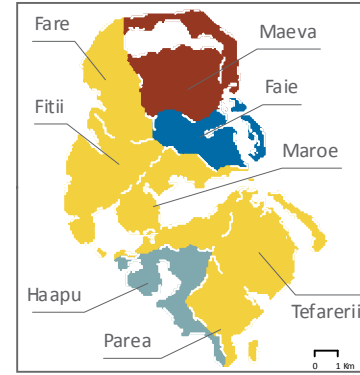 Fare
Maeva
Faie
Fitii
Maroe
Haapu
Tefarerii
Parea
0 1 Km